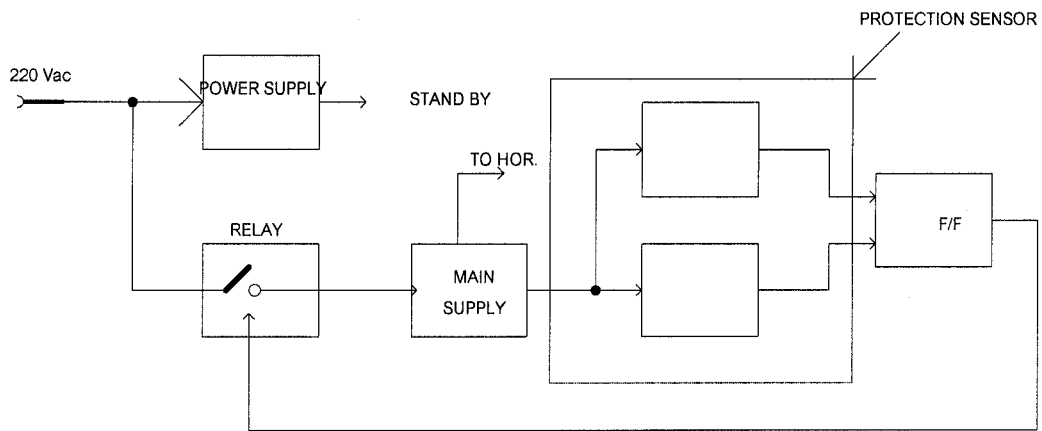 PROTECTION SENSOR
220 Vac
POWER SUPPLY
STAND BY
TO HOR.
RELAY
MAIN
SUPPLY
F/F